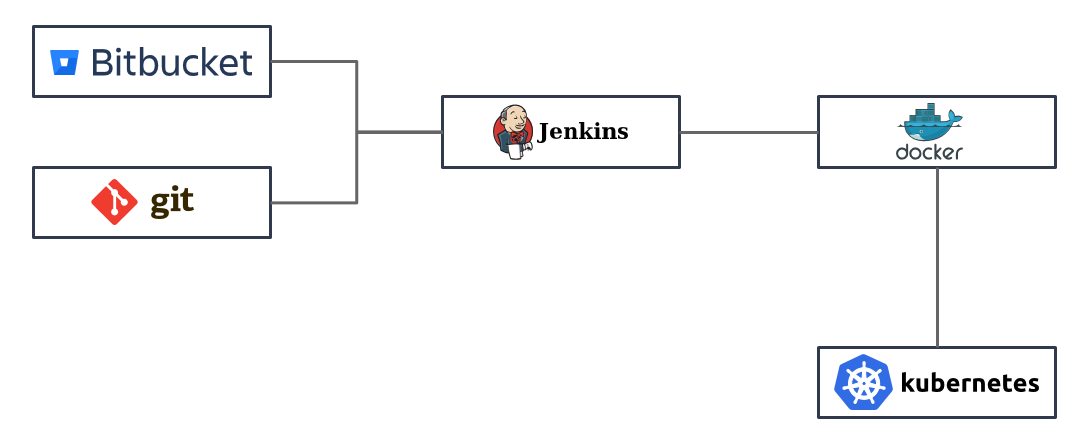 Bitbucket
git
Jenkins
docker
kubernetes